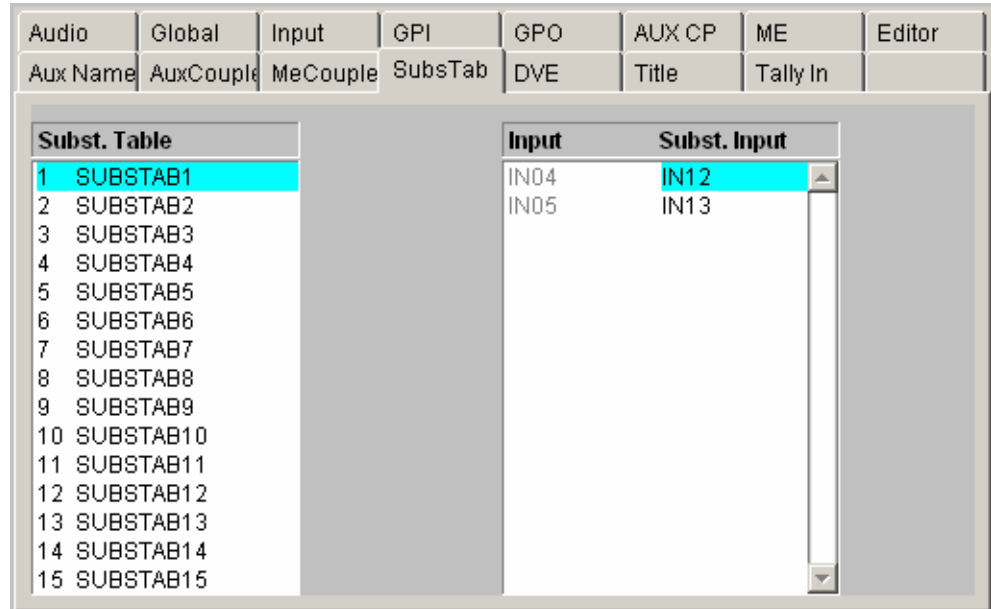 Audio Global Input GPI GPO AUX CP ME Editor
Aux Name AuxCouple MeCouple SubsTab DVE Title Tally In
Subst. Table
1 SUBSTAB1
2 SUBSTAB2
3 SUBSTAB3
4 SUBSTAB4
5 SUBSTAB5
6 SUBSTAB6
7 SUBSTAB7
8 SUBSTAB8
9 SUBSTAB9
10 SUBSTAB10
11 SUBSTAB11
12 SUBSTAB12
13 SUBSTAB13
14 SUBSTAB14
15 SUBSTAB15
Input Subst. Input
IN04 IN12
IN05 IN13